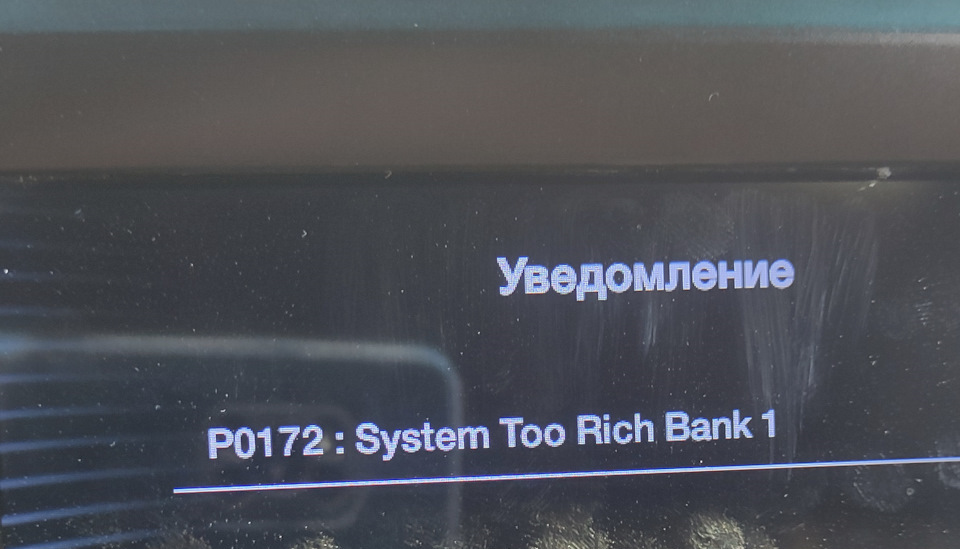 Уведомление
P0172 : System Too Rich Bank 1